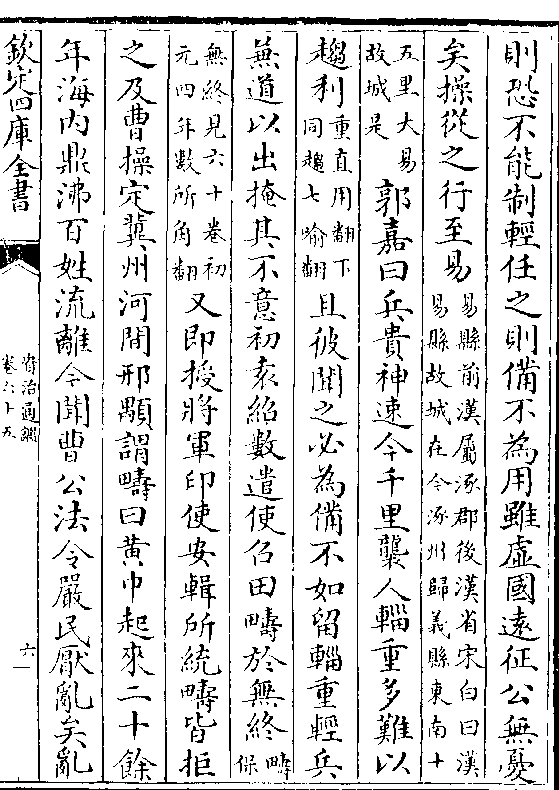 則恐不能制輕任之則備不為用雖虛國遠征公無憂
矣操從之行至易易縣前漢屬涿郡後漢省宋白曰漢易縣故城在今涿州歸義縣東南十
五里大易故城是郭嘉曰兵貴神速今千里襲人輜重多難以
趨利重直用翻下同趨七喻翻且彼聞之必為備不如留輜重輕兵
兼道以出掩其不意初袁紹數遣使召田疇於無終疇保
無終見六十卷初元四年數所角翻又即授將軍印使安輯所統疇皆拒
之及曹操定冀州河間邢顒謂疇曰黃巾起來二十餘
年海内鼎沸百姓流離今聞曹公法令嚴民厭亂矣亂
欽定四庫全書
資治通鑑
卷六十五
六